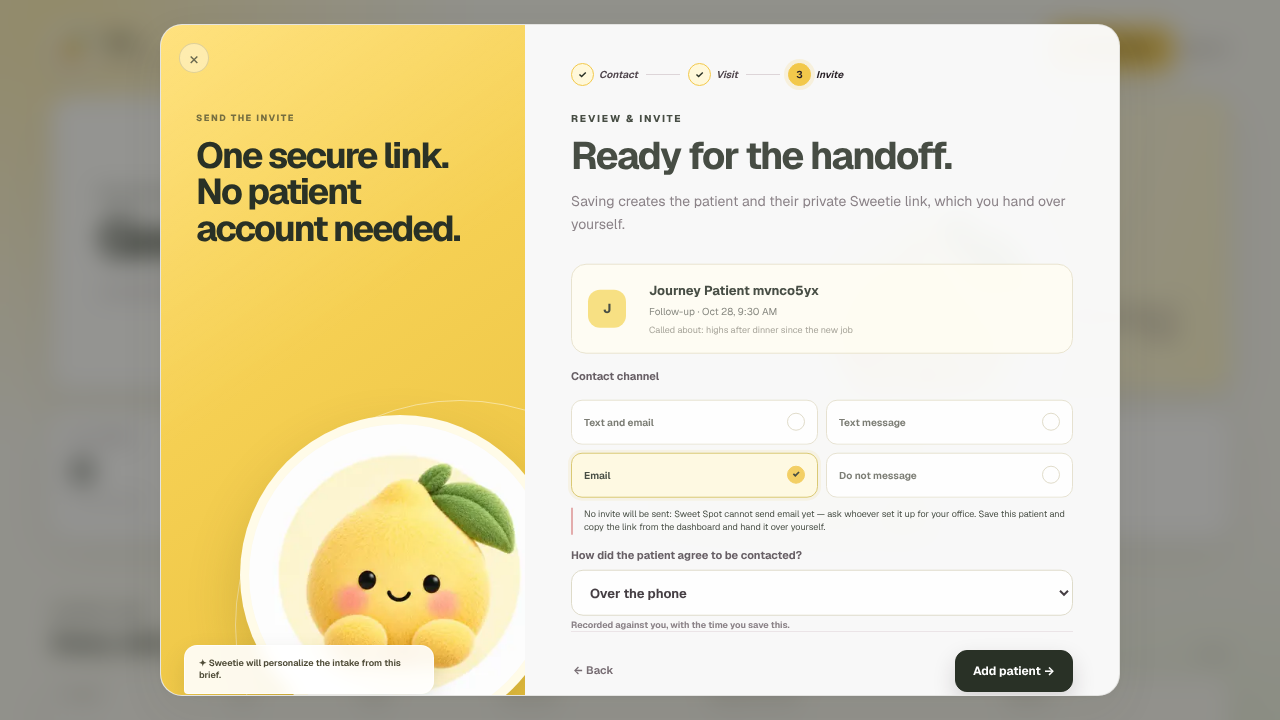 ×
SEND THE INVITE
One secure link.
No patient
account needed.
✦ Sweetie will personalize the intake from this
brief.
✓ Contact ✓ Visit 3 Invite
REVIEW & INVITE
Ready for the handoff.
Saving creates the patient and their private Sweetie link, which you hand over
yourself.
J
Journey Patient mvnco5yx
Follow-up · Oct 28, 9:30 AM
Called about: highs after dinner since the new job
Contact channel
Text and email
Text message
Email
Do not message
No invite will be sent: Sweet Spot cannot send email yet — ask whoever set it up for your office. Save this patient and
copy the link from the dashboard and hand it over yourself.
How did the patient agree to be contacted?
Over the phone
Recorded against you, with the time you save this.
← Back
Add patient →